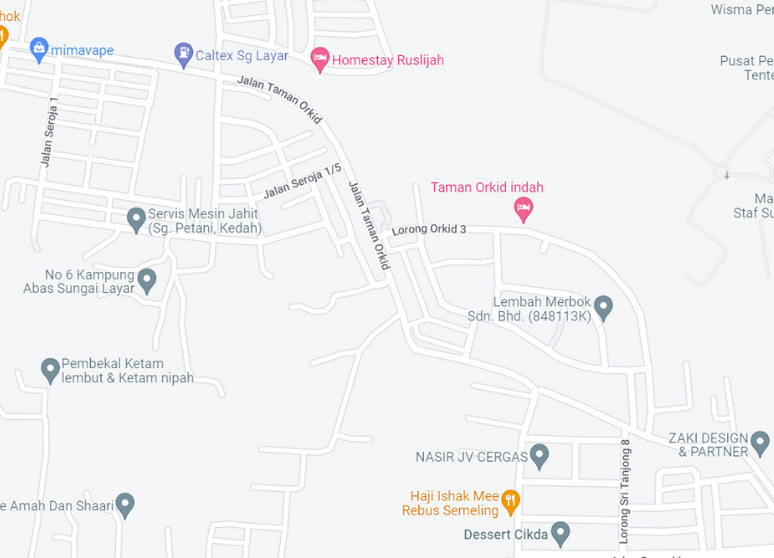 hok
Wisma Per
mimavape
Caltex Sg Layar
Homestay Ruslijah
Pusat Pe
Tente
Jalan Taman Orkid
Jalan Seroja 1
Jalan Seroja 1/5
Taman Orkid indah
Ma
Staf Su
Servis Mesin Jahit
(Sg. Petani, Kedah)
Jalan Taman Orkid
Lorong Orkid 3
No 6 Kampung
Abas Sungai Layar
Lembah Merbok
Sdn. Bhd. (848113K)
Pembekal Ketam
lembut & Ketam nipah
ZAKI DESIGN
& PARTNER
NASIR JV CERGAS
Lorong Sri Tanjong 8
Haji Ishak Mee
Rebus Semeling
e Amah Dan Shaari
Dessert Cikda